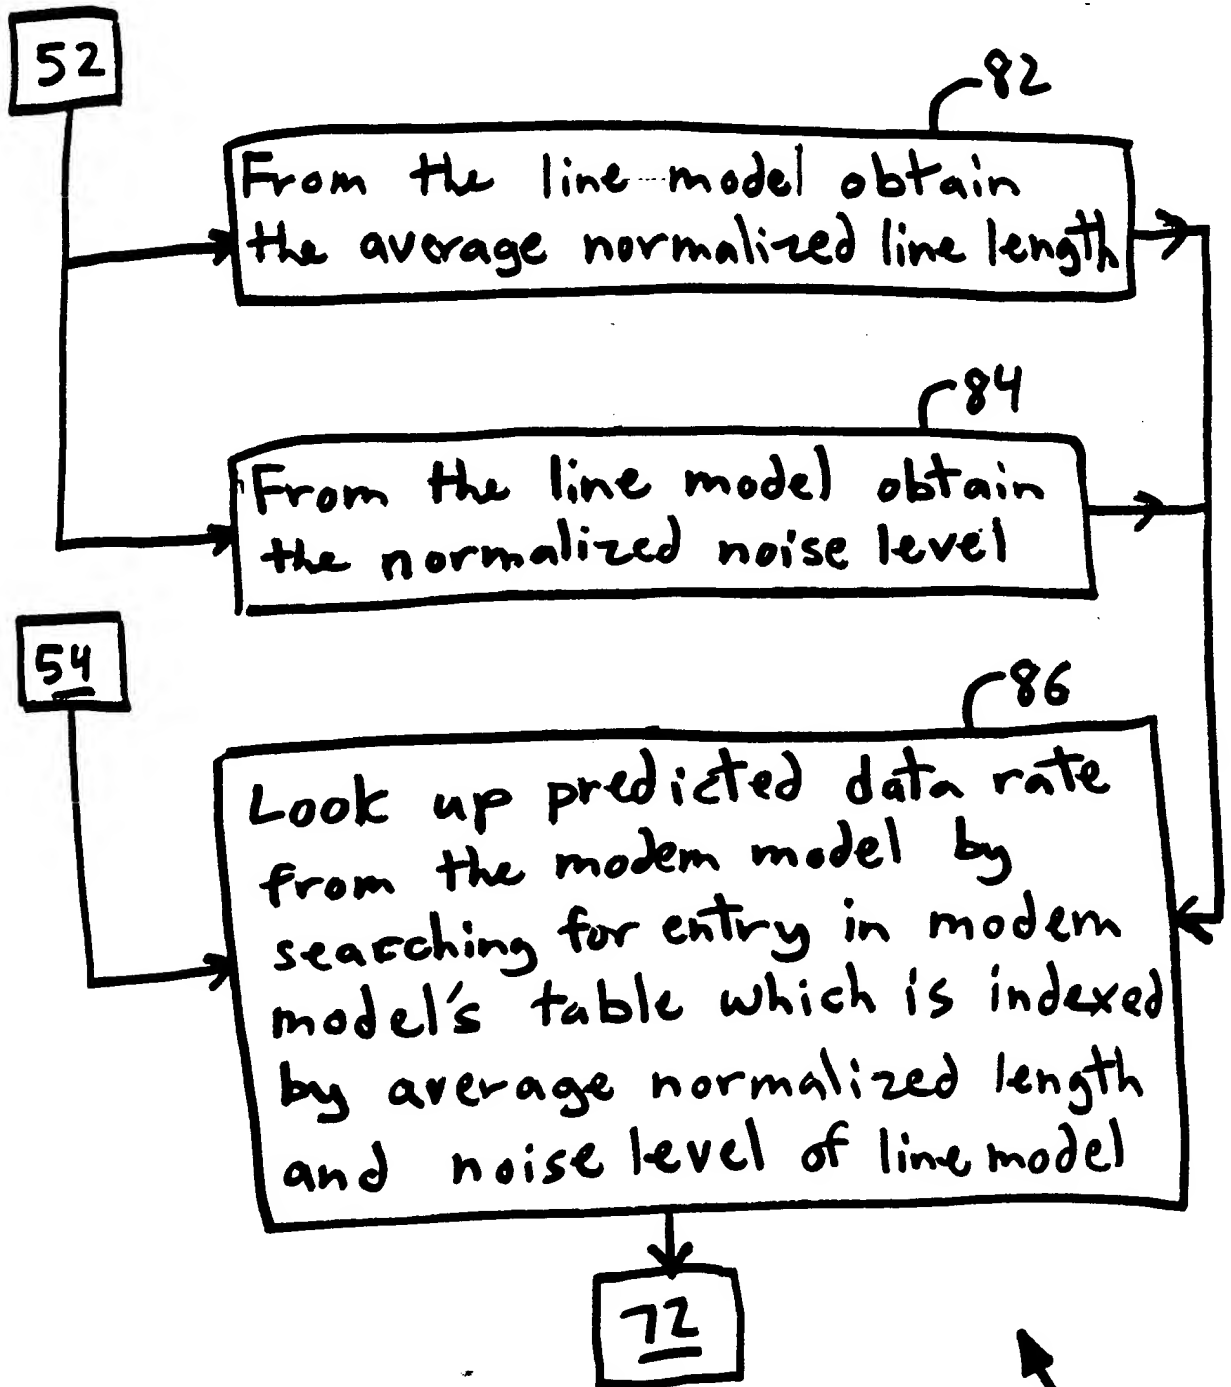 52
82
From the line model obtain
the average normalized line length
84
From the line model obtain
the normalized noise level
54
86
Look up predicted data rate
from the modem model by
searching for entry in modem
model's table which is indexed
by average normalized length
and noise level of line model
72